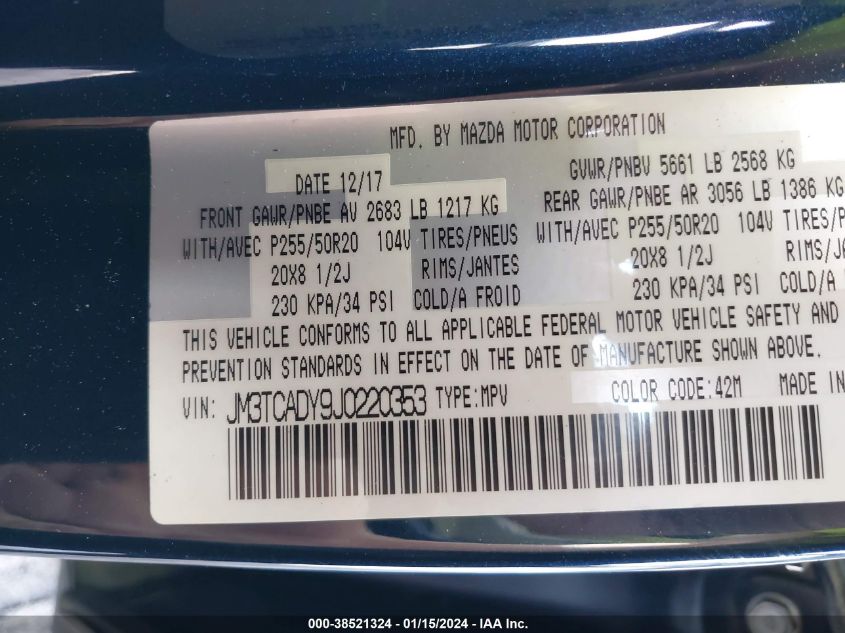 MFD. BY MAZDA MOTOR CORPORATION
DATE 12/17
GVWR/PNBV 5661 LB 2568 KG
FRONT GAWR/PNBE AV 2683 LB 1217 KG
REAR GAWR/PNBE AR 3056 LB 1386 KG
WITH/AVEC P255/50R20 104V TIRES/PNEUS
WITH/AVEC P255/50R20 104V TIRES/
20X8 1/2J RIMS/JANTES
20X8 1/2J RIMS/JA
230 KPA/34 PSI COLD/A FROID
230 KPA/34 PSI COLD/A
THIS VEHICLE CONFORMS TO ALL APPLICABLE FEDERAL MOTOR VEHICLE SAFETY AND
PREVENTION STANDARDS IN EFFECT ON THE DATE OF MANUFACTURE SHOWN ABOVE.
VIN: JM3TCADY9J0220353 TYPE:MPV COLOR CODE:42M MADE IN
000-38521324 - 01/15/2024 - IAA Inc.